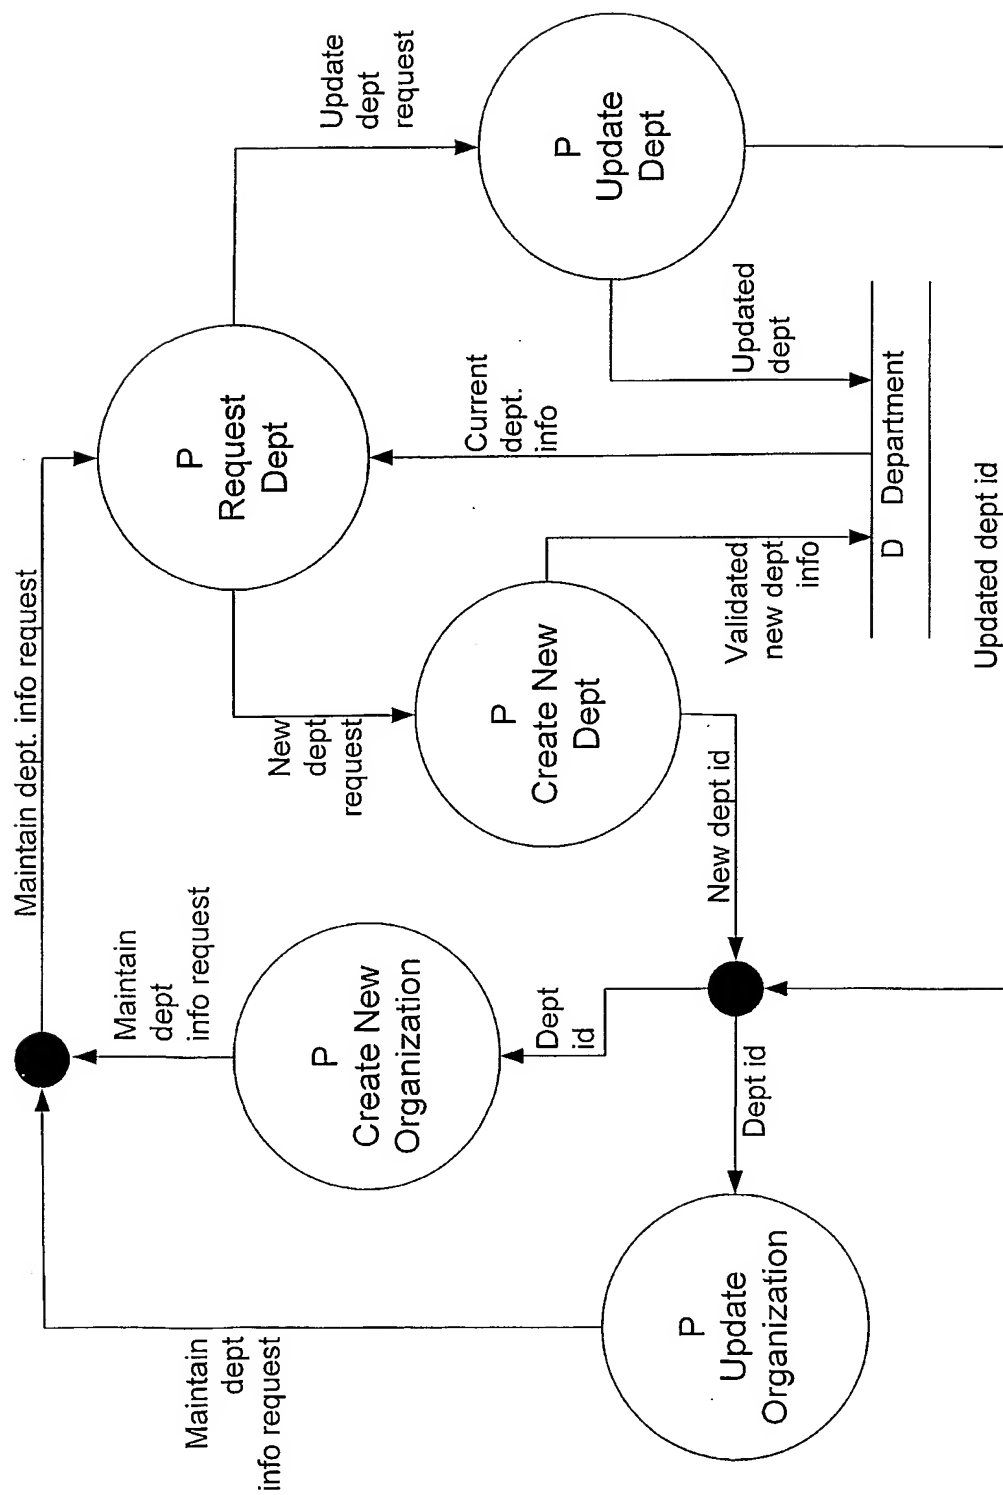 Maintain dept. info request
Maintain
dept
info request
Maintain
dept
info request
P
Request
Dept
New
dept
request
Update
dept
request
P
Create New
Organization
Current
dept.
info
P
Create New
Dept
Dept
id
P
Update
Dept
P
Update
Organization
New dept id
Validated
new dept
info
Updated
dept
Dept id
D Department
Updated dept id